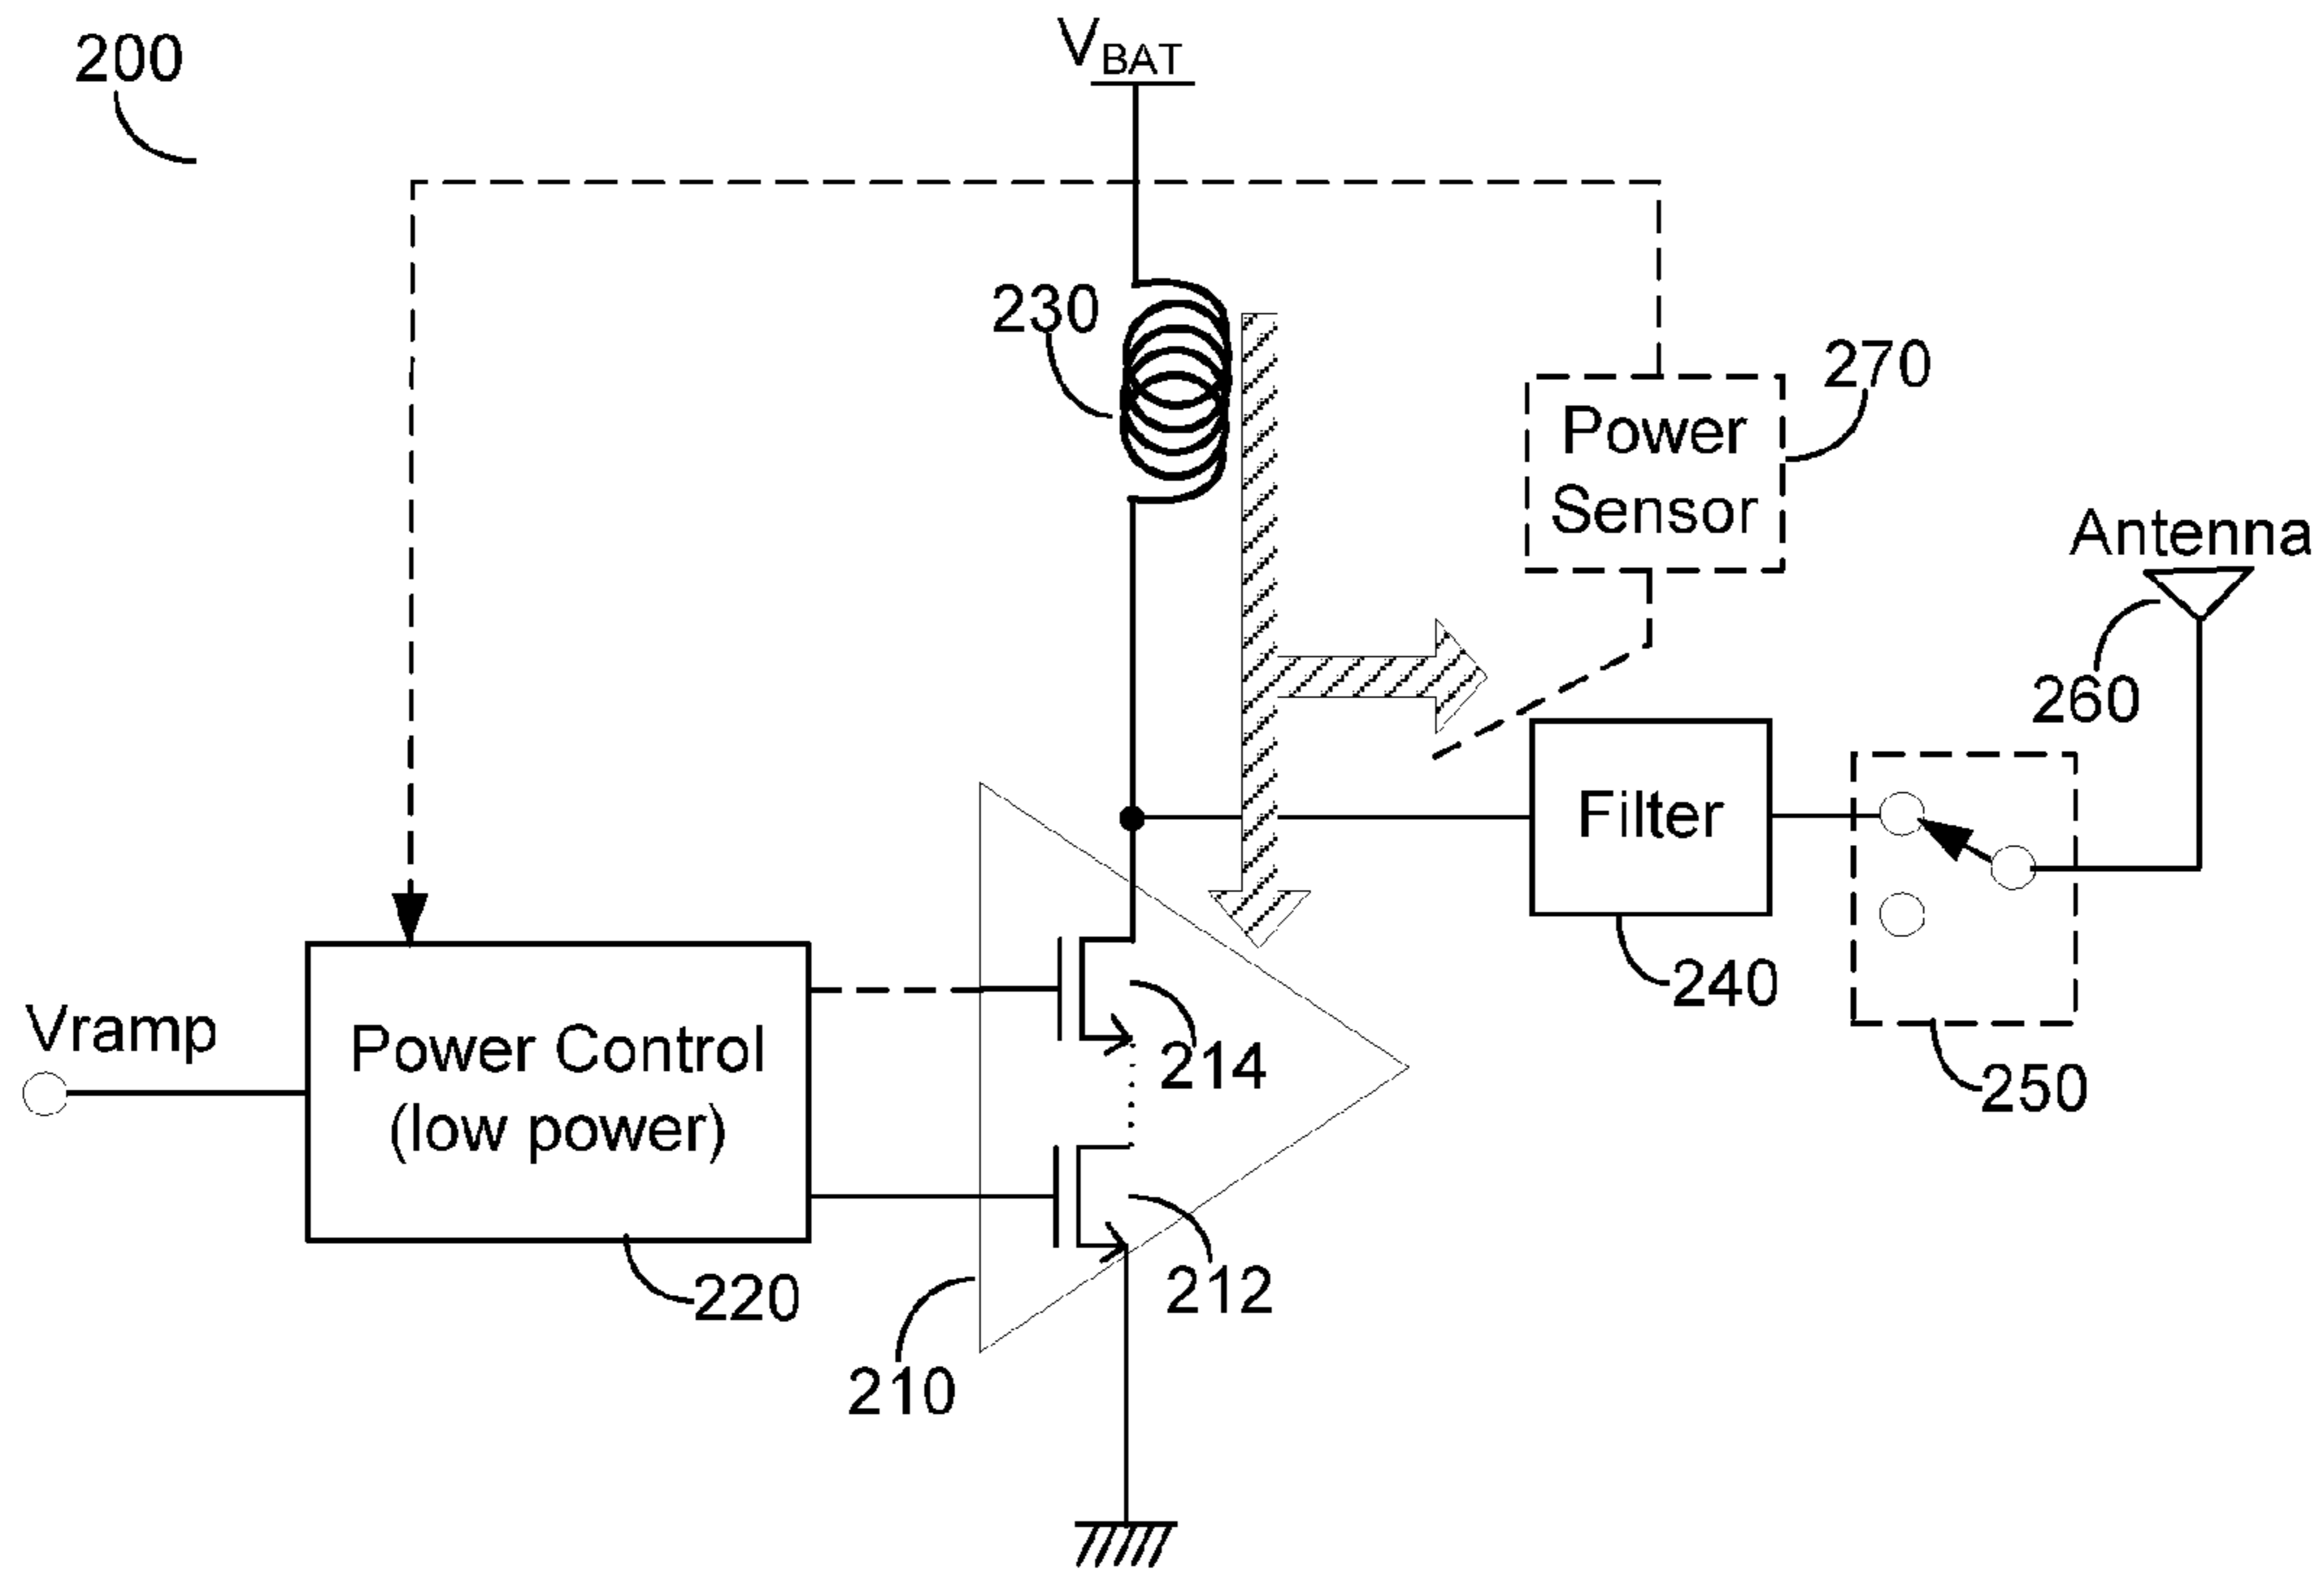 200
VBAT
230
270
Power
Sensor
Antenna
260
Filter
240
250
Vramp
Power Control
(low power)
214
212
220
210